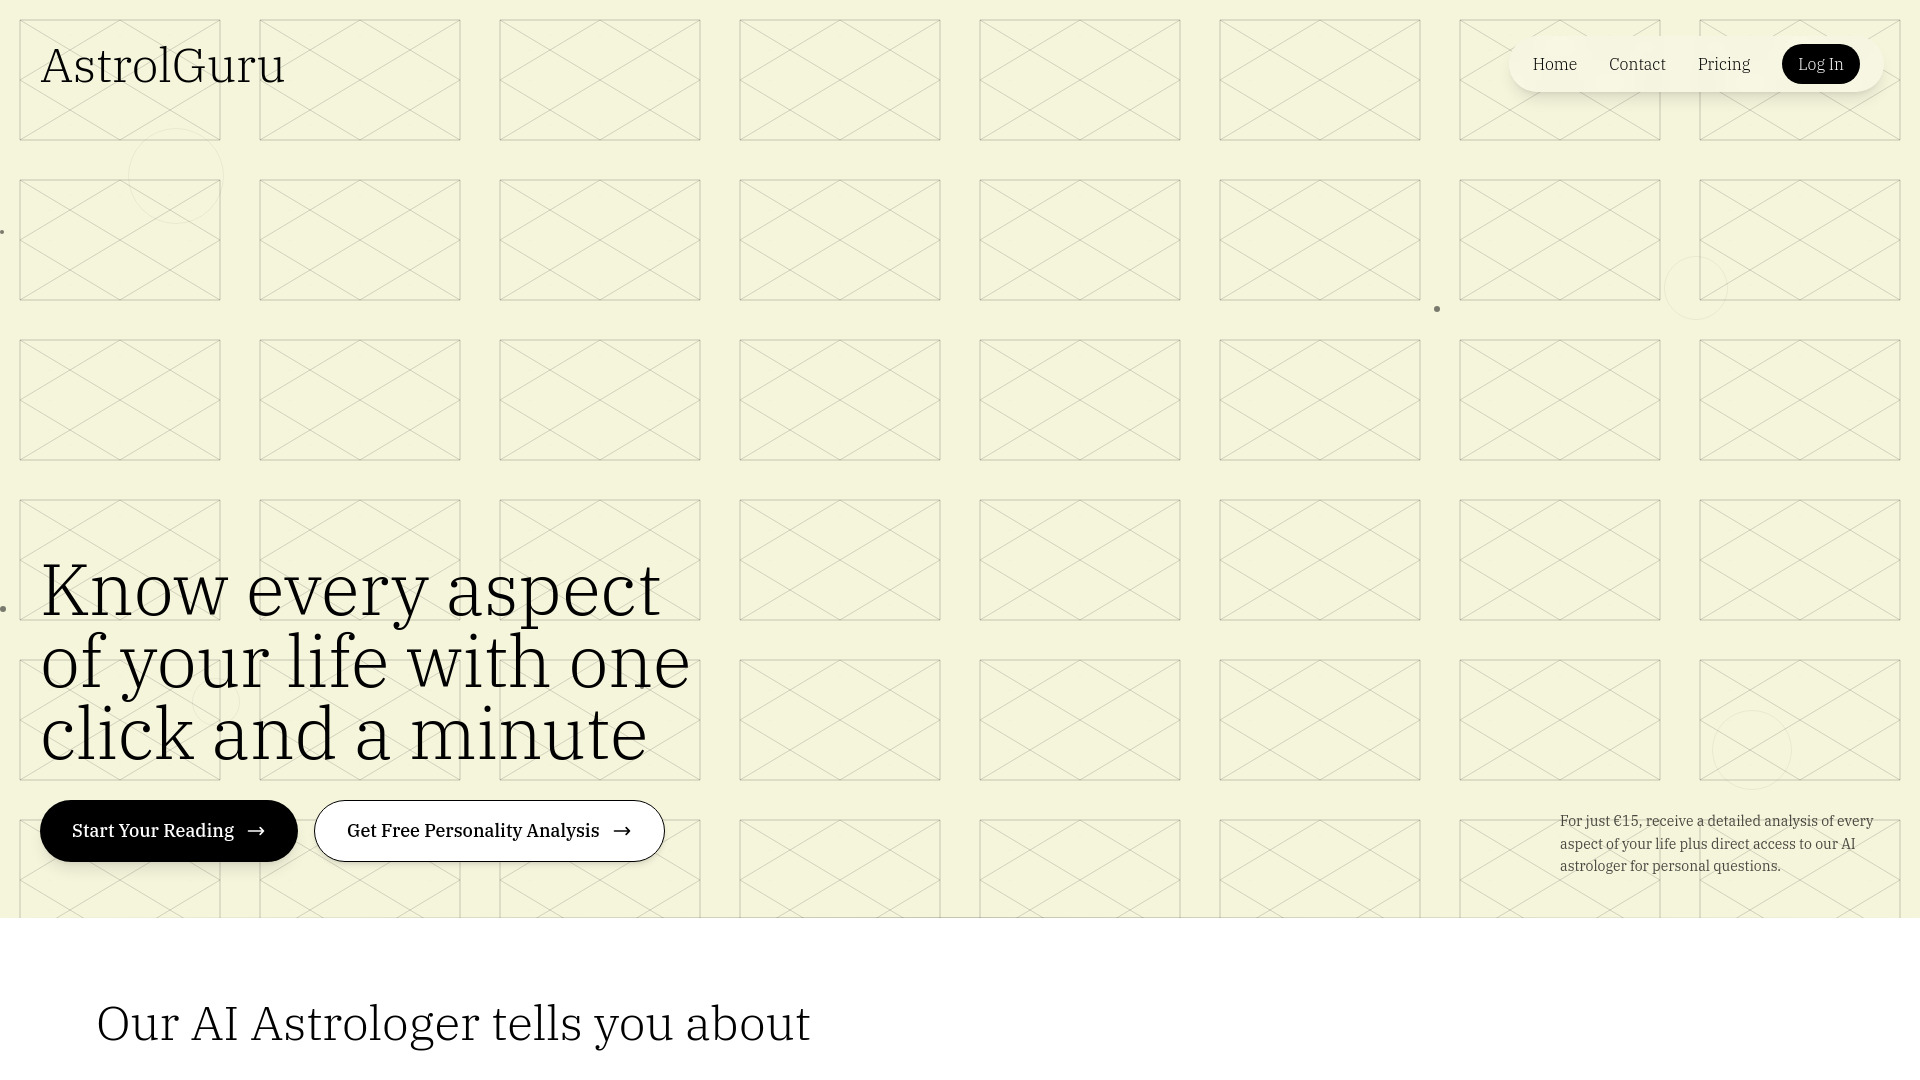 AstrolGuru
Home
Contact
Pricing
Log In
Know every aspect
of your life with one
click and a minute
Start Your Reading →
Get Free Personality Analysis →
For just €15, receive a detailed analysis of every
aspect of your life plus direct access to our AI
astrologer for personal questions.
Our AI Astrologer tells you about